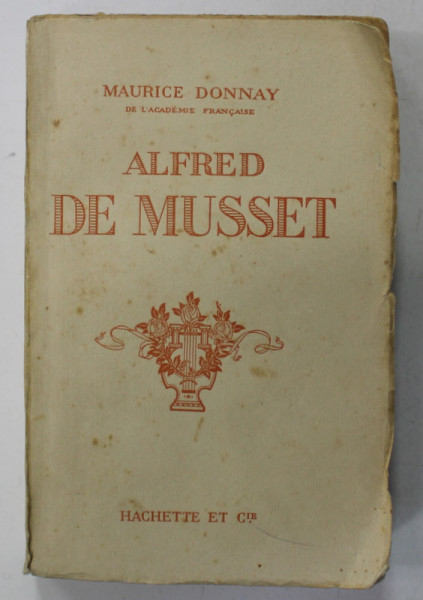 MAURICE DONNAY
DE L'ACADÉMIE FRANÇAISE
ALFRED
DE MUSSET
HACHETTE ET CIE